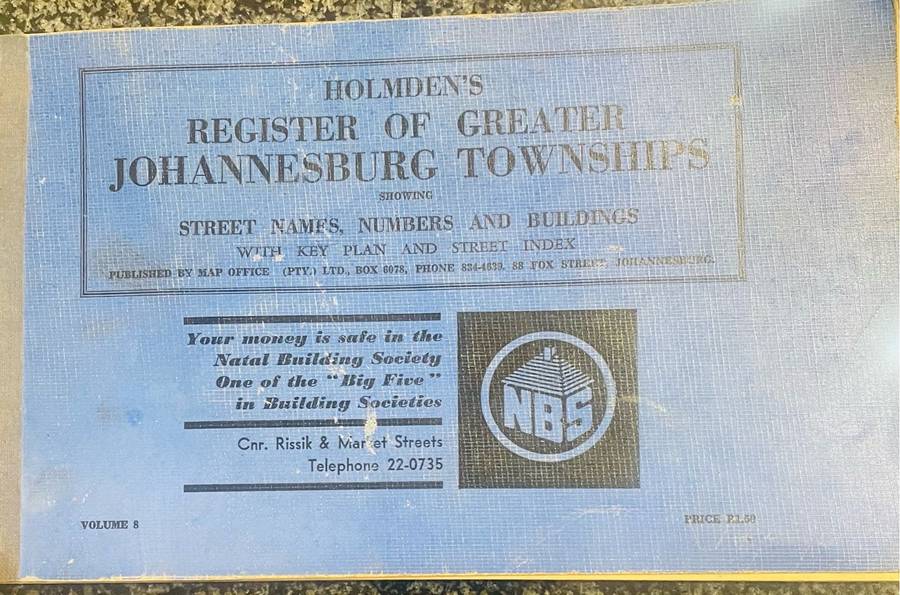 HOLMDEN'S
REGISTER OF GREATER
JOHANNESBURG TOWNSHIPS
SHOWING
STREET NAMES, NUMBERS AND BUILDINGS
WITH KEY PLAN AND STREET INDEX
PUBLISHED BY MAP OFFICE (PTY.) LTD., BOX 6078, PHONE 834-4639, 88 FOX STREET, JOHANNESBURG.
Your money is safe in the
Natal Building Society
One of the "Big Five"
in Building Societies
NBS
Cnr. Rissik & Market Streets
Telephone 22-0735
VOLUME 8
PRICE R1.50